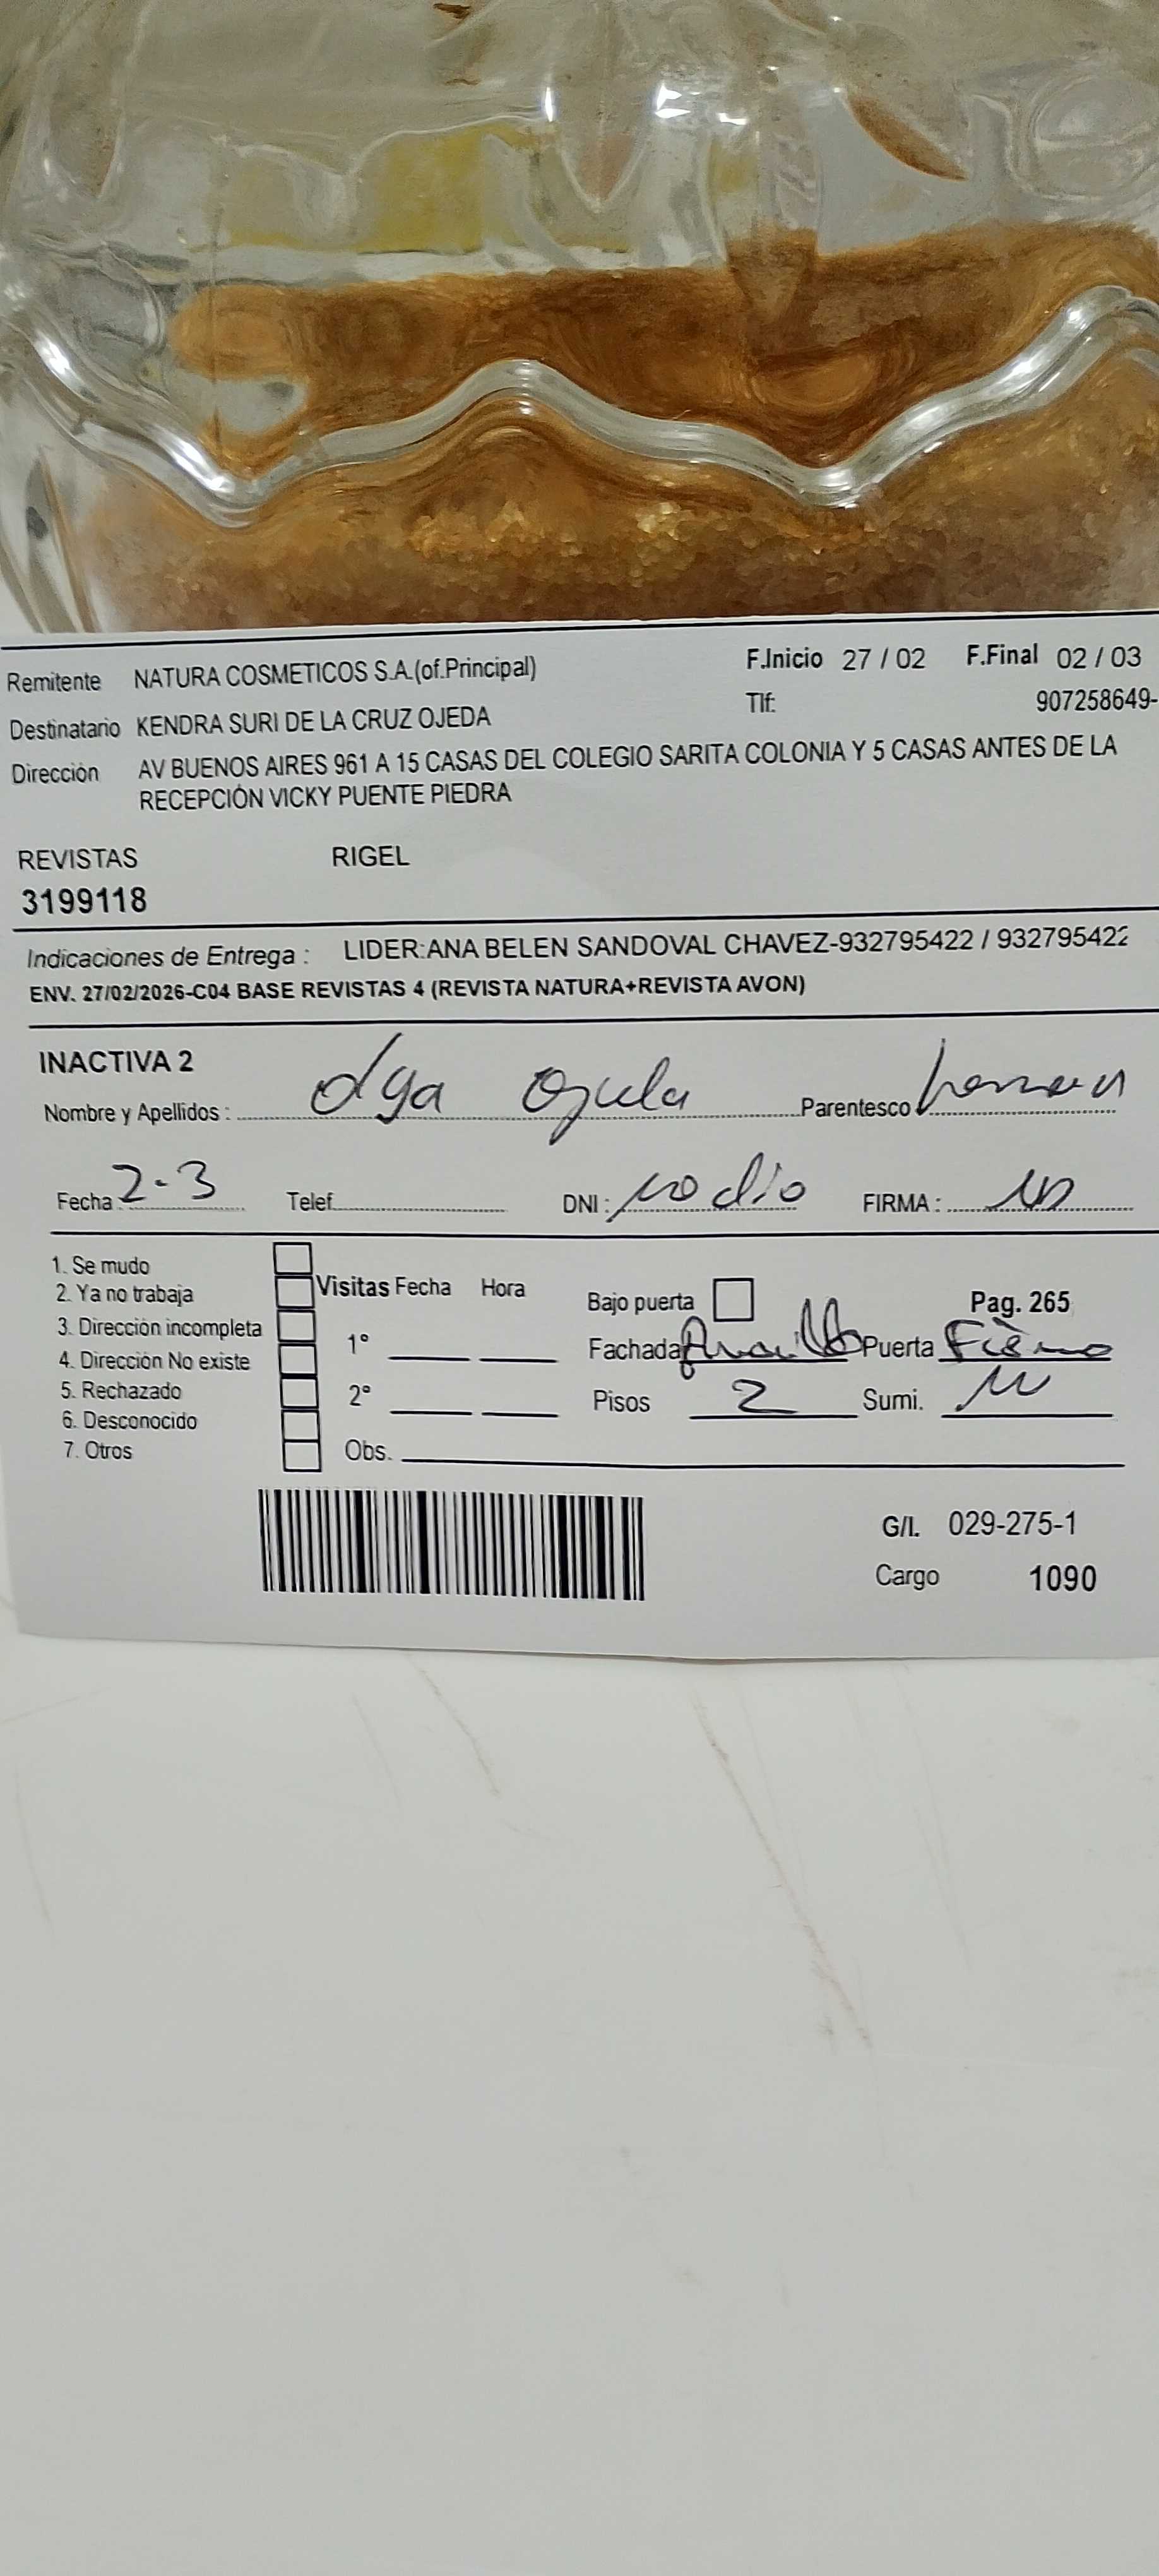 Remitente NATURA COSMETICOS S.A.(of.Principal) F.Inicio 27 / 02 F.Final 02 / 03
Destinatario KENDRA SURI DE LA CRUZ OJEDA Tlf: 907258649-
Dirección AV BUENOS AIRES 961 A 15 CASAS DEL COLEGIO SARITA COLONIA Y 5 CASAS ANTES DE LA
RECEPCIÓN VICKY PUENTE PIEDRA
REVISTAS RIGEL
3199118
Indicaciones de Entrega : LIDER:ANA BELEN SANDOVAL CHAVEZ-932795422 / 932795422
ENV. 27/02/2026-C04 BASE REVISTAS 4 (REVISTA NATURA+REVISTA AVON)
INACTIVA 2
Nombre y Apellidos : Parentesco
Fecha 2-3 Telef. DNI : no dio FIRMA :
1. Se mudo
2. Ya no trabaja Visitas Fecha Hora Bajo puerta Pag. 265
3. Dirección incompleta 1° Fachada Puerta Fierro
4. Dirección No existe
5. Rechazado 2° Pisos 2 Sumi.
6. Desconocido
7. Otros Obs.
G/I. 029-275-1
Cargo 1090